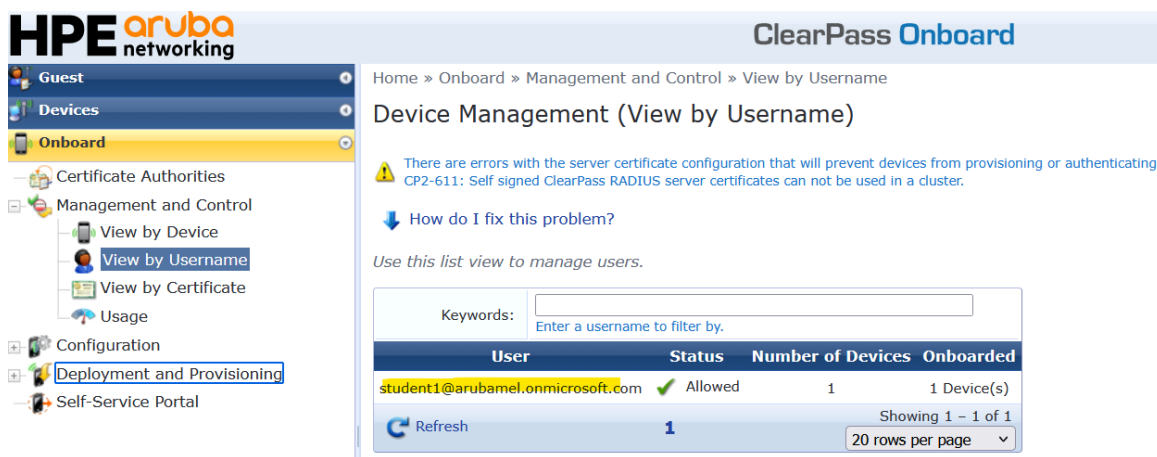 HPE aruba
networking
ClearPass Onboard
Guest
Devices
Onboard
Certificate Authorities
Management and Control
View by Device
View by Username
View by Certificate
Usage
Configuration
Deployment and Provisioning
Self-Service Portal
Home » Onboard » Management and Control » View by Username
Device Management (View by Username)
There are errors with the server certificate configuration that will prevent devices from provisioning or authenticating
CP2-611: Self signed ClearPass RADIUS server certificates can not be used in a cluster.
How do I fix this problem?
Use this list view to manage users.
Keywords:
Enter a username to filter by.
User Status Number of Devices Onboarded
student1@arubamel.onmicrosoft.com Allowed 1 1 Device(s)
Refresh 1 Showing 1 – 1 of 1
20 rows per page